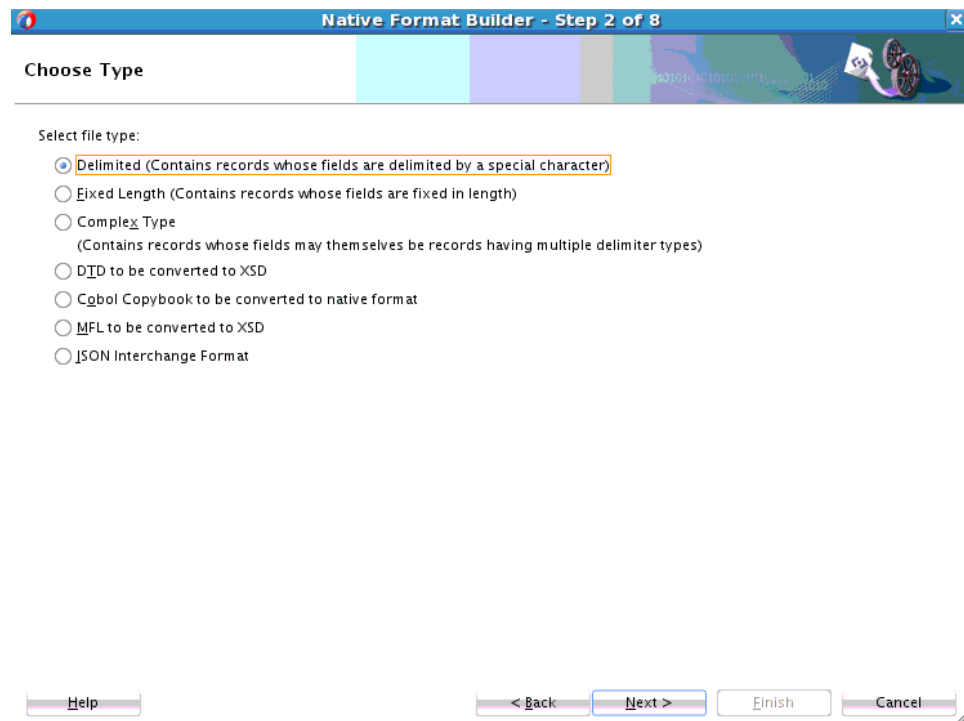 Native Format Builder - Step 2 of 8
Choose Type
Select file type:
Delimited (Contains records whose fields are delimited by a special character)
Fixed Length (Contains records whose fields are fixed in length)
Complex Type
(Contains records whose fields may themselves be records having multiple delimiter types)
DTD to be converted to XSD
Cobol Copybook to be converted to native format
MFL to be converted to XSD
JSON Interchange Format
Help
< Back
Next >
Finish
Cancel